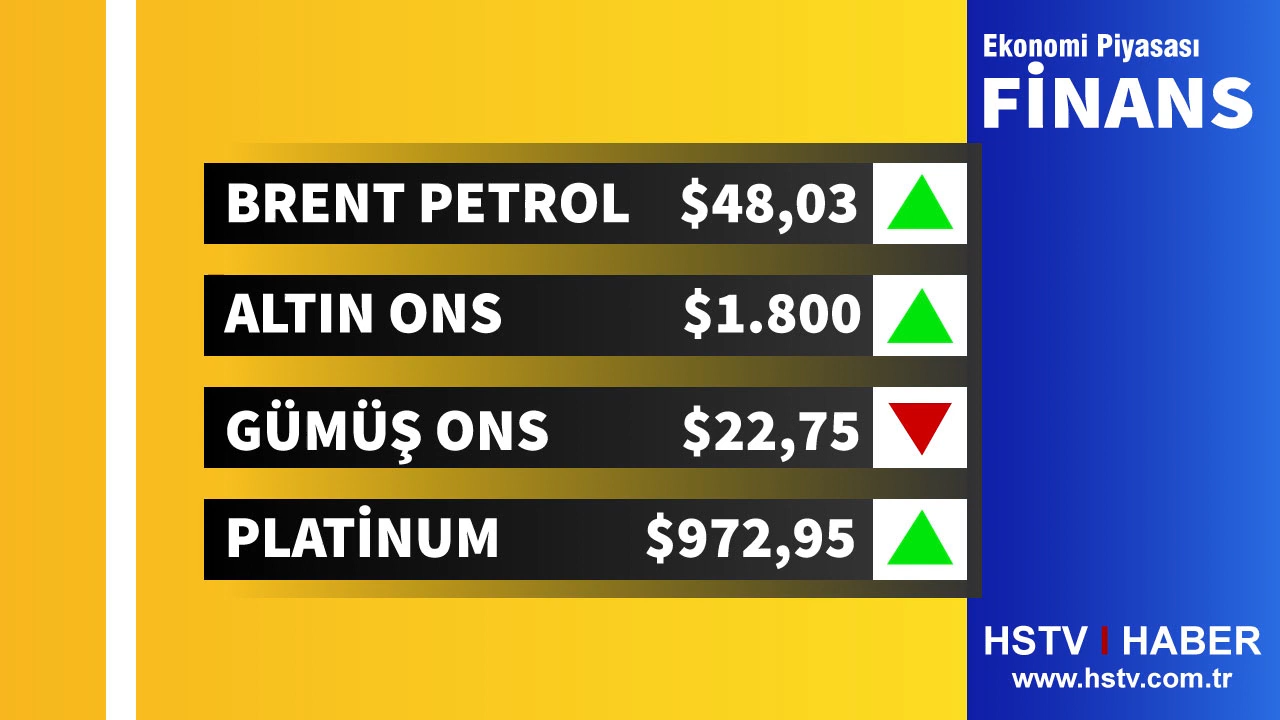 Ekonomi Piyasası
FİNANS
BRENT PETROL $48,03
ALTIN ONS $1.800
GÜMÜŞ ONS $22,75
PLATİNUM $972,95
HSTV | HABER
www.hstv.com.tr